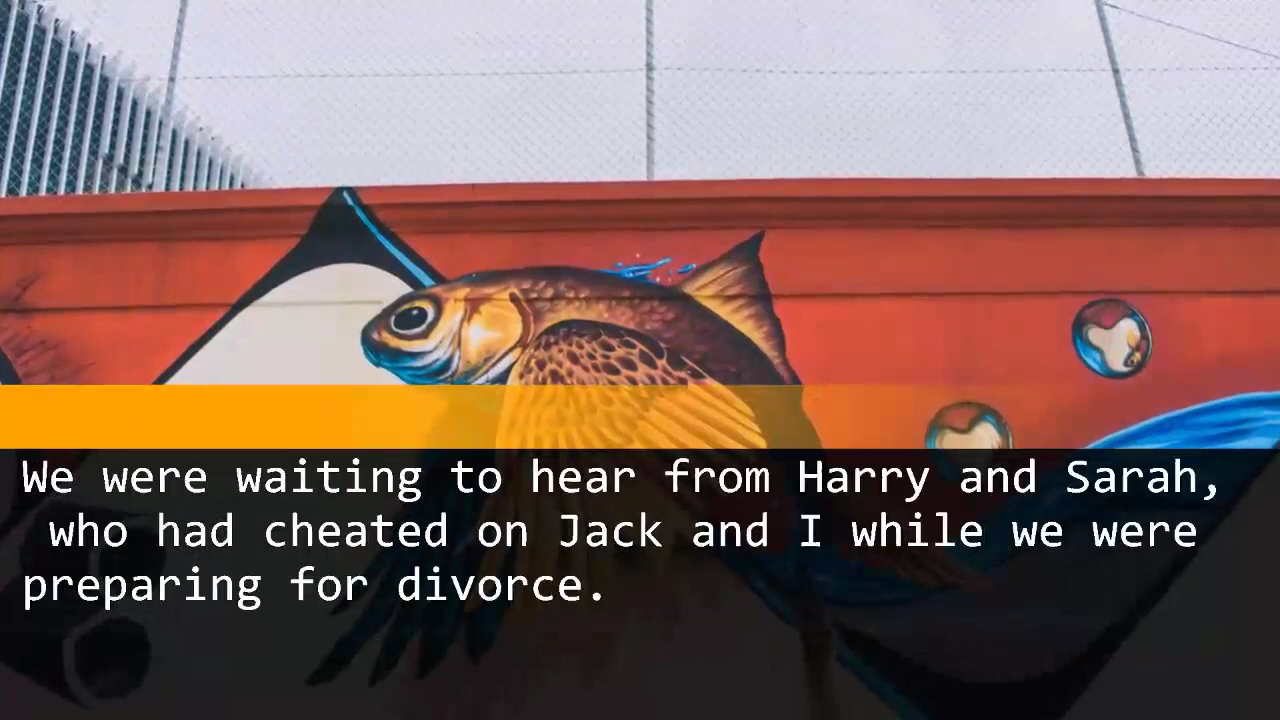 We were waiting to hear from Harry and Sarah,
who had cheated on Jack and I while we were
preparing for divorce.